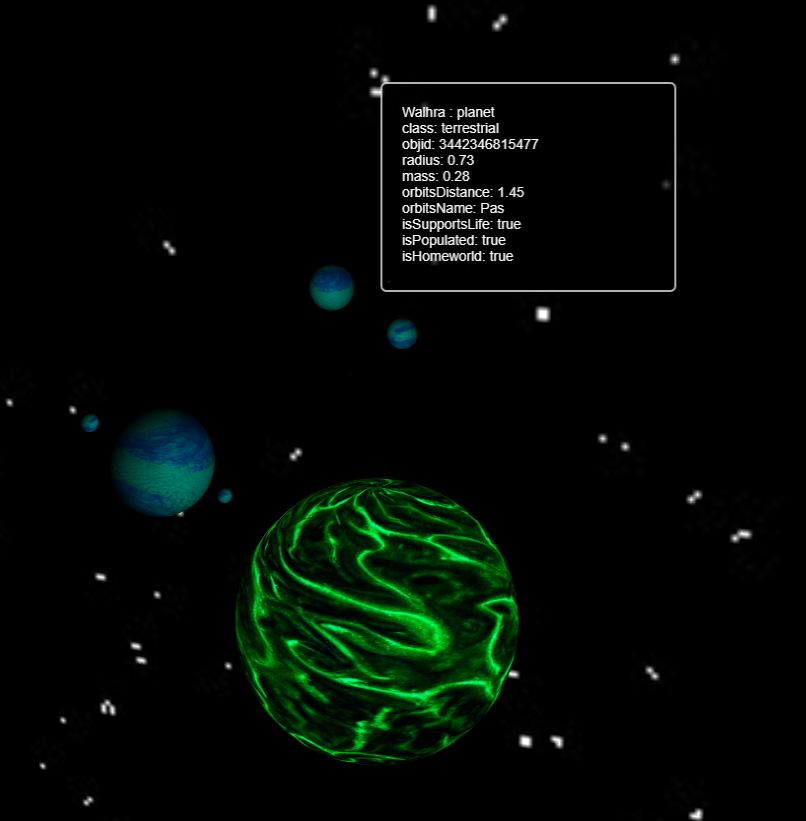 Walhra : planet
class: terrestrial
objid: 3442346815477
radius: 0.73
mass: 0.28
orbitsDistance: 1.45
orbitsName: Pas
isSupportsLife: true
isPopulated: true
isHomeworld: true